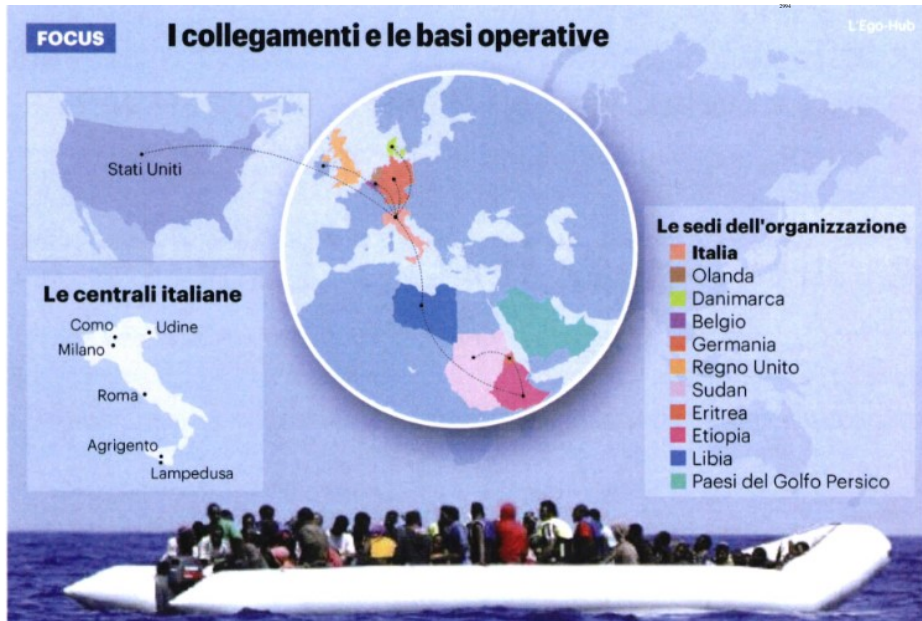 2994
L'Ego-Hub
FOCUS
I collegamenti e le basi operative
Stati Uniti
Le centrali italiane
Como
Udine
Milano
Roma
Agrigento
Lampedusa
Le sedi dell'organizzazione
Italia
Olanda
Danimarca
Belgio
Germania
Regno Unito
Sudan
Eritrea
Etiopia
Libia
Paesi del Golfo Persico